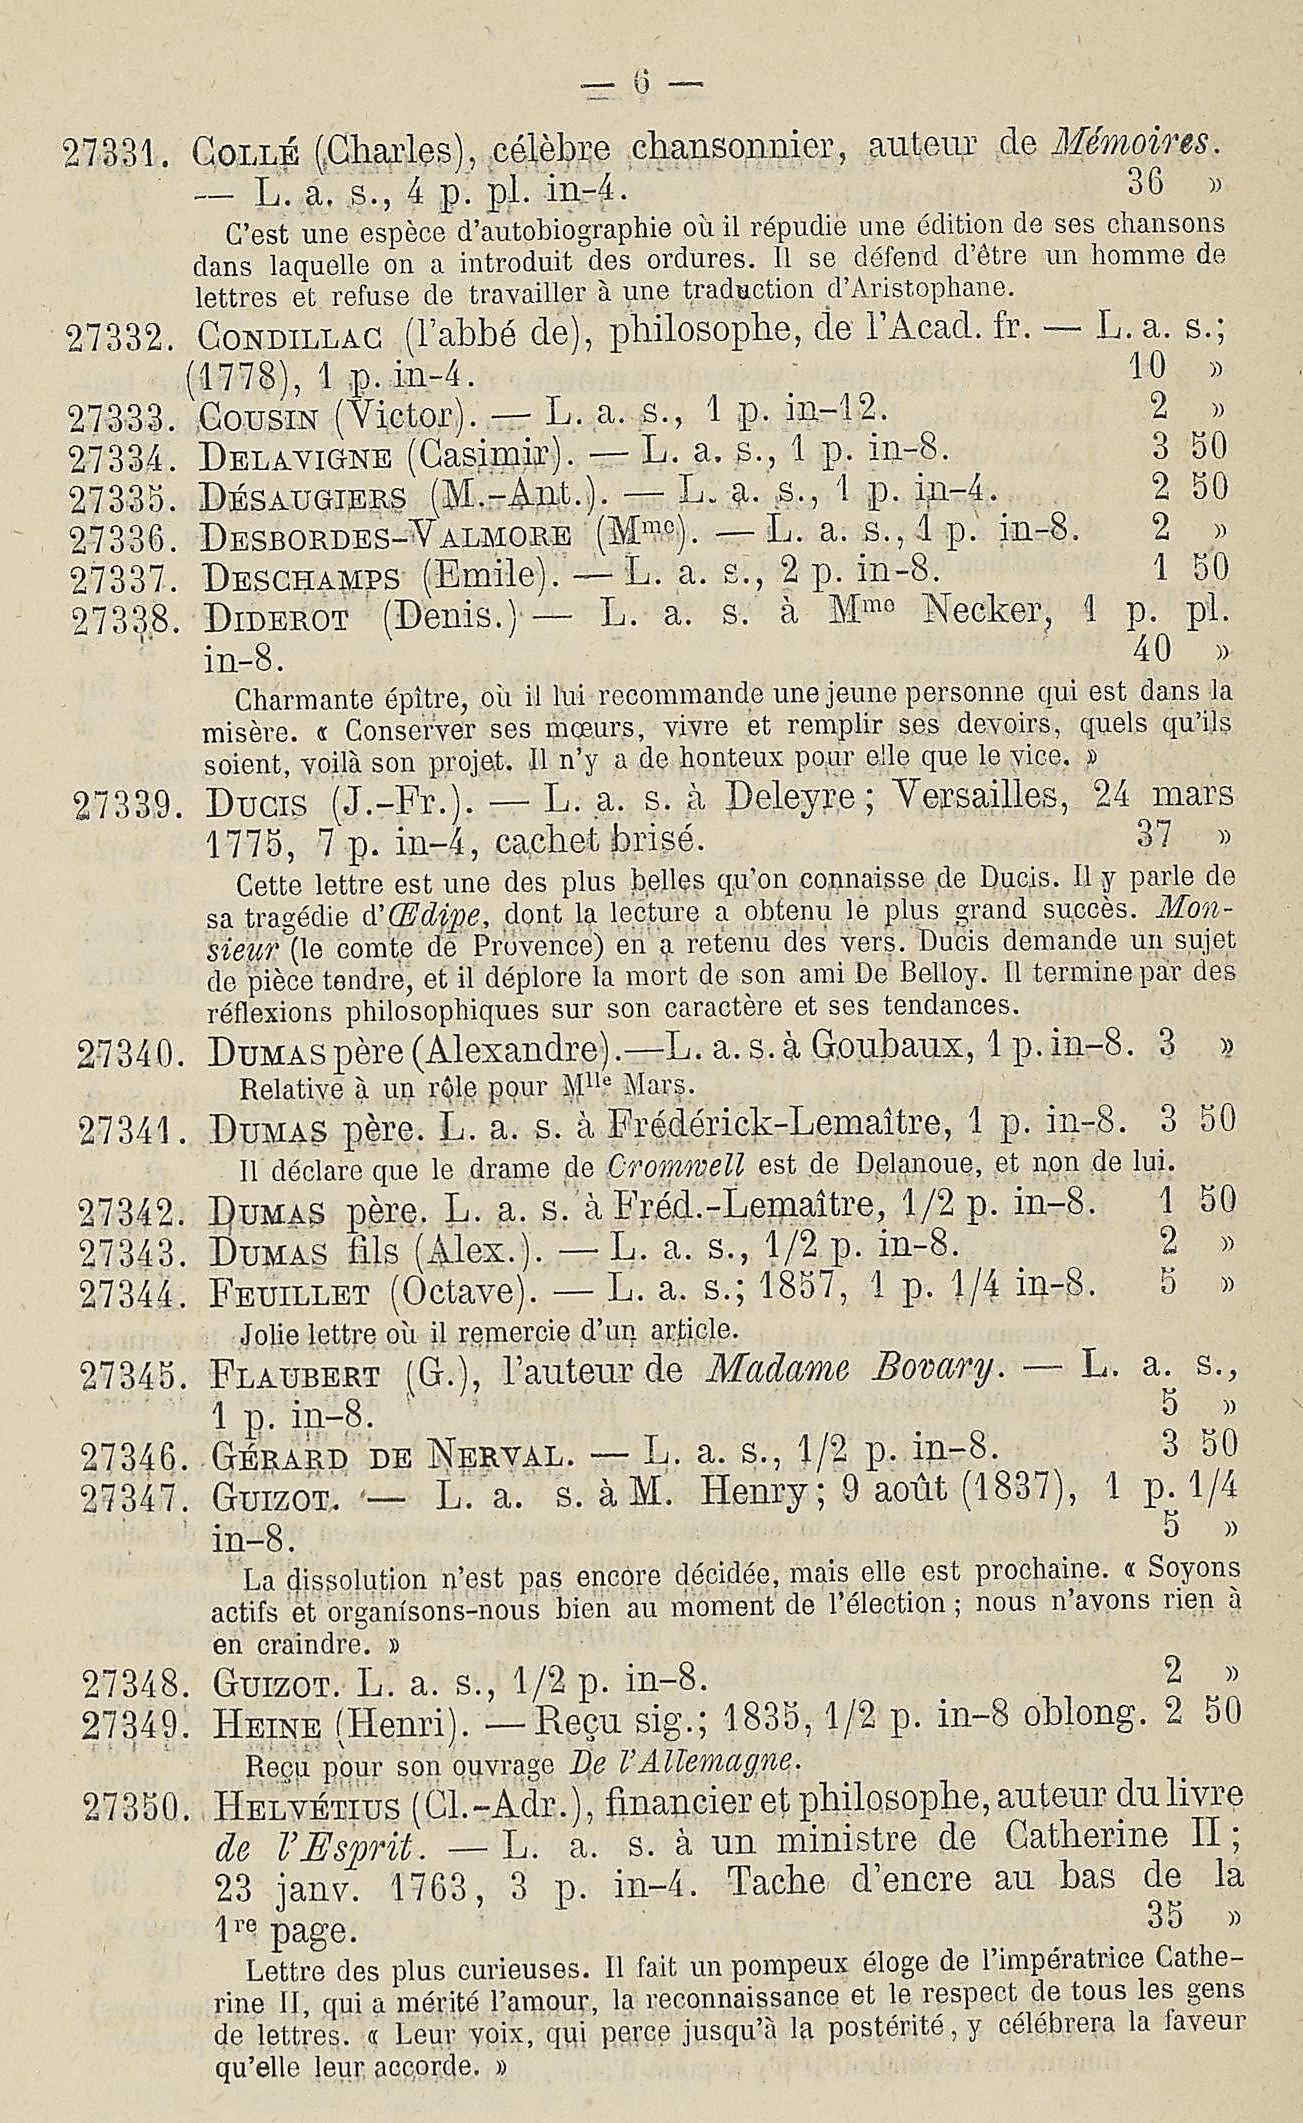 — 6 —
27331. COLLÉ (Charles), célèbre chansonnier, auteur de Mémoires.
— L. a. s., 4 p. pl. in-4. 36 »
C'est une espèce d'autobiographie où il répudie une édition de ses chansons
dans laquelle on a introduit des ordures. Il se défend d'être un homme de
lettres et refuse de travailler à une traduction d'Aristophane.
27332. CONDILLAC (l'abbé de), philosophe, de l'Acad. fr. — L. a. s.;
(1778), 1 p. in-4. 10 »
27333. COUSIN (Victor). — L. a. s., 1 p. in-12. 2 »
27334. DELAVIGNE (Casimir). — L. a. s., 1 p. in-8. 3 50
27335. DÉSAUGIERS (M.-Ant.). — L. a. s., 1 p. in-4. 2 50
27336. DESBORDES-VALMORE (Mme). — L. a. s., 1 p. in-8. 2 »
27337. DESCHAMPS (Emile). — L. a. s., 2 p. in-8. 1 50
27338. DIDEROT (Denis.) — L. a. s. à Mme Necker, 1 p. pl.
in-8. 40 »
Charmante épître, où il lui recommande une jeune personne qui est dans la
misère. « Conserver ses mœurs, vivre et remplir ses devoirs, quels qu'ils
soient, voilà son projet. Il n'y a de honteux pour elle que le vice. »
27339. DUCIS (J.-Fr.). — L. a. s. à Deleyre; Versailles, 24 mars
1775, 7 p. in-4, cachet brisé. 37 »
Cette lettre est une des plus belles qu'on connaisse de Ducis. Il y parle de
sa tragédie d'Œdipe, dont la lecture a obtenu le plus grand succès. Mon-
sieur (le comte de Provence) en a retenu des vers. Ducis demande un sujet
de pièce tendre, et il déplore la mort de son ami De Belloy. Il termine par des
réflexions philosophiques sur son caractère et ses tendances.
27340. DUMAS père (Alexandre).—L. a. s. à Goubaux, 1 p. in-8. 3 »
Relative à un rôle pour Mlle Mars.
27341. DUMAS père. L. a. s. à Frédérick-Lemaître, 1 p. in-8. 3 50
Il déclare que le drame de Cromwell est de Delanoue, et non de lui.
27342. DUMAS père. L. a. s. à Fréd.-Lemaître, 1/2 p. in-8. 1 50
27343. DUMAS fils (Alex.). — L. a. s., 1/2 p. in-8. 2 »
27344. FEUILLET (Octave). — L. a. s.; 1857, 1 p. 1/4 in-8. 5 »
Jolie lettre où il remercie d'un article.
27345. FLAUBERT (G.), l'auteur de Madame Bovary. — L. a. s.,
1 p. in-8. 5 »
27346. GÉRARD DE NERVAL. — L. a. s., 1/2 p. in-8. 3 50
27347. GUIZOT. — L. a. s. à M. Henry; 9 août (1837), 1 p. 1/4
in-8. 5 »
La dissolution n'est pas encore décidée, mais elle est prochaine. « Soyons
actifs et organisons-nous bien au moment de l'élection; nous n'avons rien à
en craindre. »
27348. GUIZOT. L. a. s., 1/2 p. in-8. 2 »
27349. HEINE (Henri). — Reçu sig.; 1835, 1/2 p. in-8 oblong. 2 50
Reçu pour son ouvrage De l'Allemagne.
27350. HELVÉTIUS (Cl.-Adr.), financier et philosophe, auteur du livre
de l'Esprit. — L. a. s. à un ministre de Catherine II;
23 janv. 1763, 3 p. in-4. Tache d'encre au bas de la
1re page. 35 »
Lettre des plus curieuses. Il fait un pompeux éloge de l'impératrice Cathe-
rine II, qui a mérité l'amour, la reconnaissance et le respect de tous les gens
de lettres. « Leur voix, qui perce jusqu'à la postérité, y célébrera la faveur
qu'elle leur accorde. »